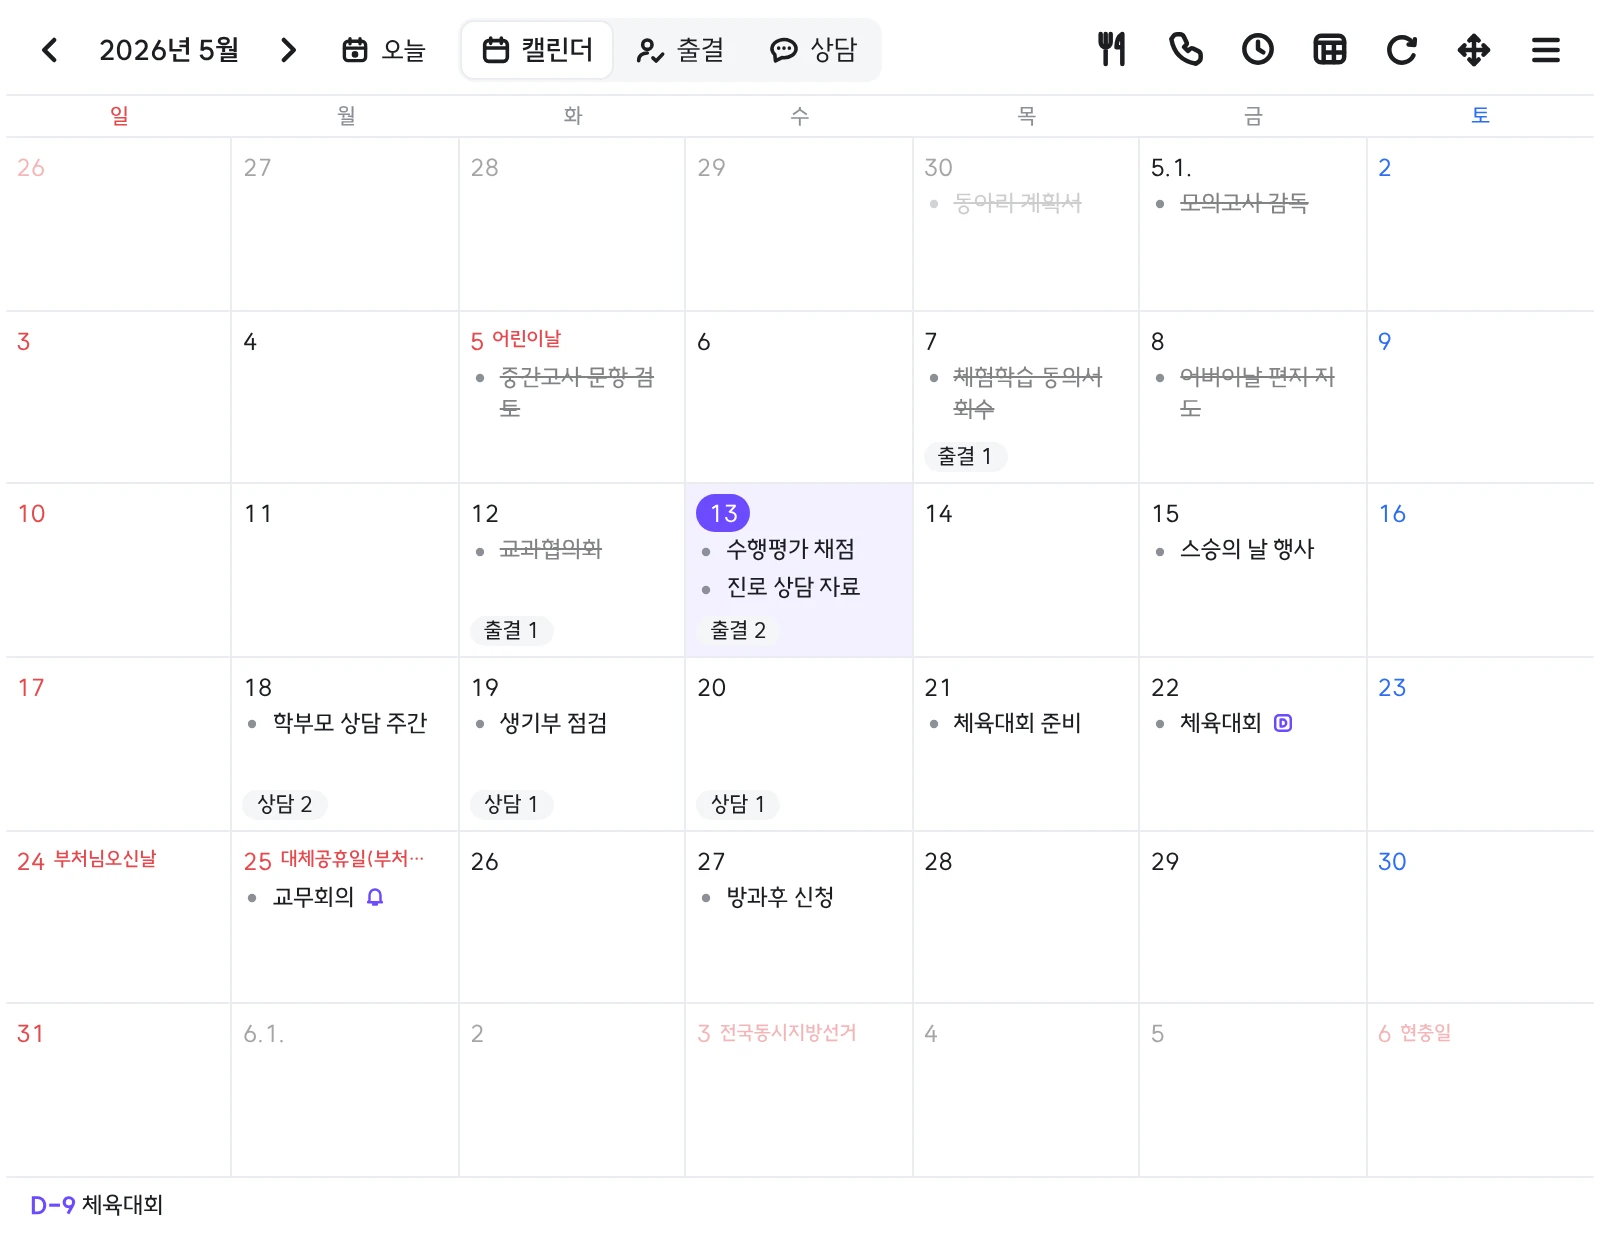 2026년 5월 오늘 캘린더 출결 상담
일 월 화 수 목 금 토
26 27 28 29 30 5.1. 2
동아리 계획서 모의고사 감독
3 4 5 어린이날 6 7 8 9
중간고사 문항 검 체험학습 동의서 어버이날 편지 지
토 회수 도
출결 1
10 11 12 13 14 15 16
교과협의회 수행평가 채점 스승의 날 행사
진로 상담 자료
출결 1 출결 2
17 18 19 20 21 22 23
학부모 상담 주간 생기부 점검 체육대회 준비 체육대회 D
상담 2 상담 1 상담 1
24 부처님오신날 25 대체공휴일(부처… 26 27 28 29 30
교무회의 방과후 신청
31 6.1. 2 3 전국동시지방선거 4 5 6 현충일
D-9 체육대회